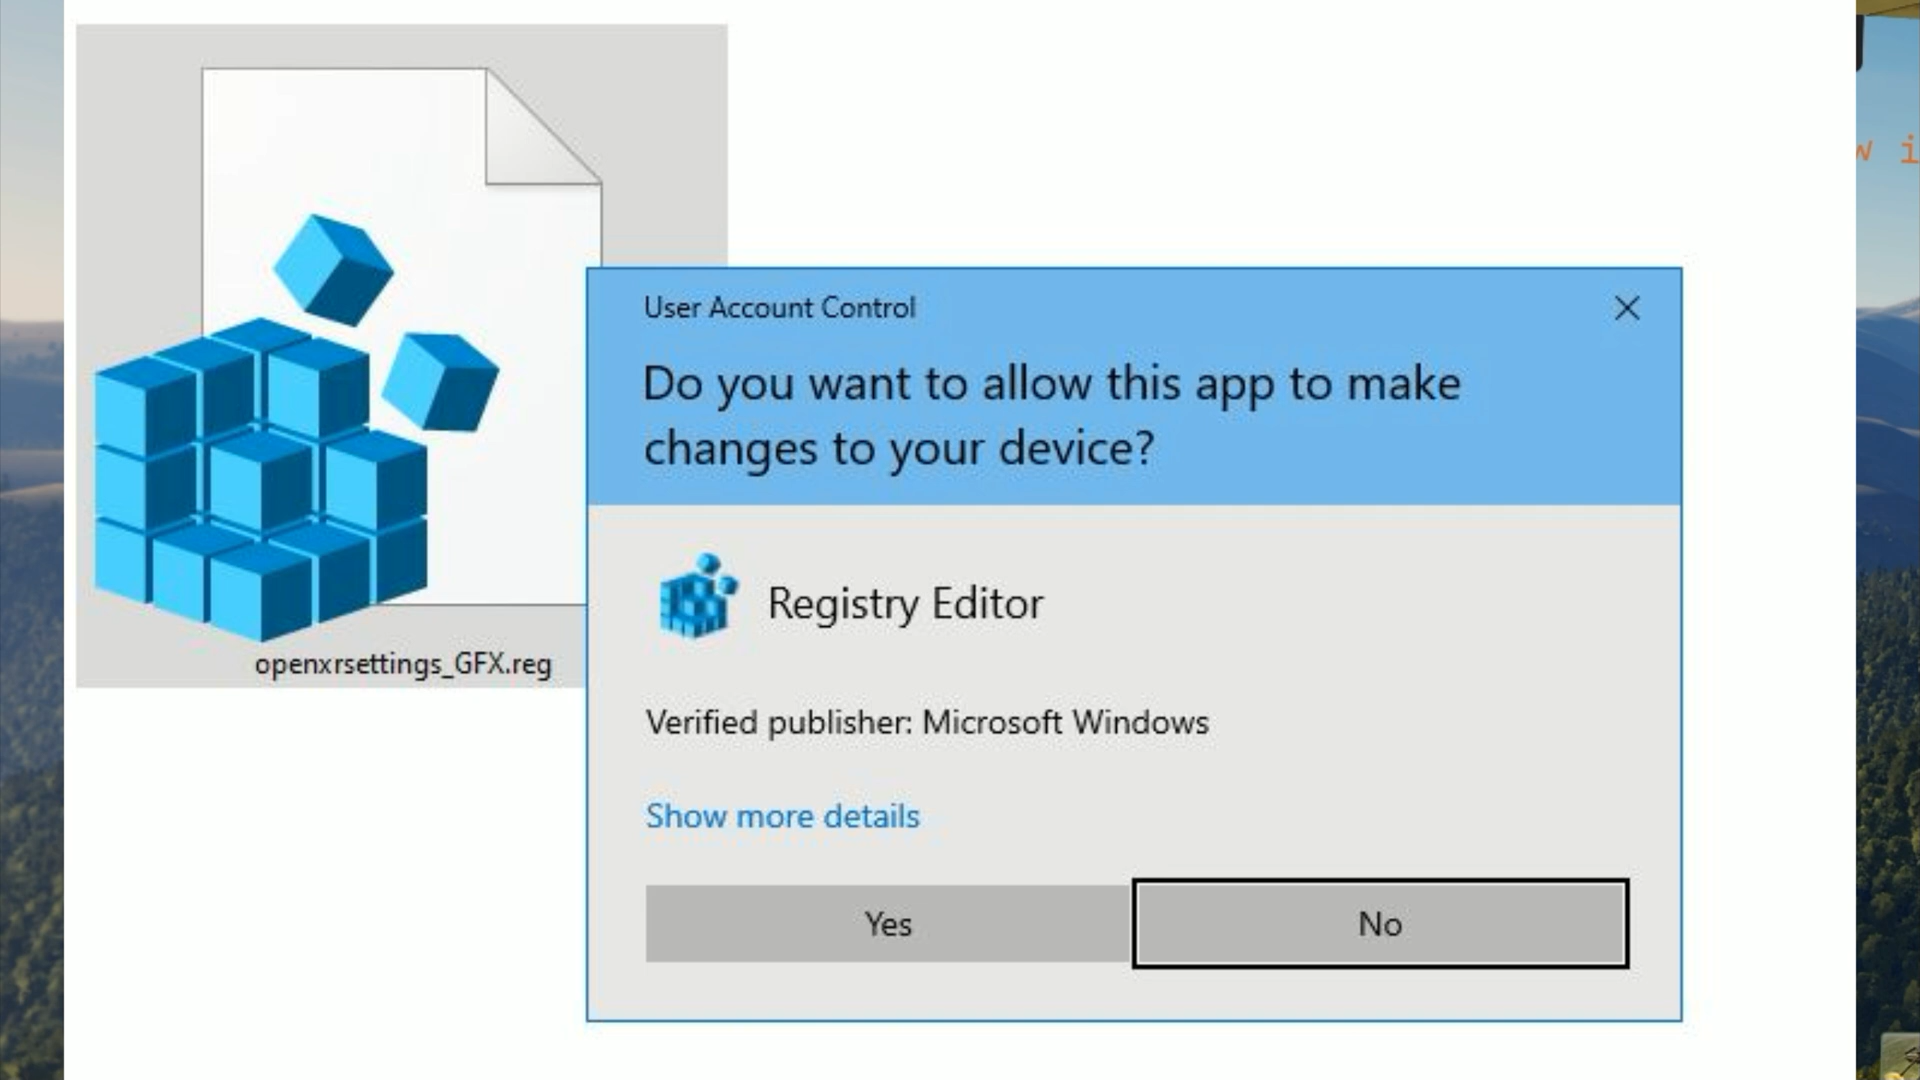 User Account Control
Do you want to allow this app to make
changes to your device?
Registry Editor
openxrsettings_GFX.reg
Verified publisher: Microsoft Windows
Show more details
Yes
No